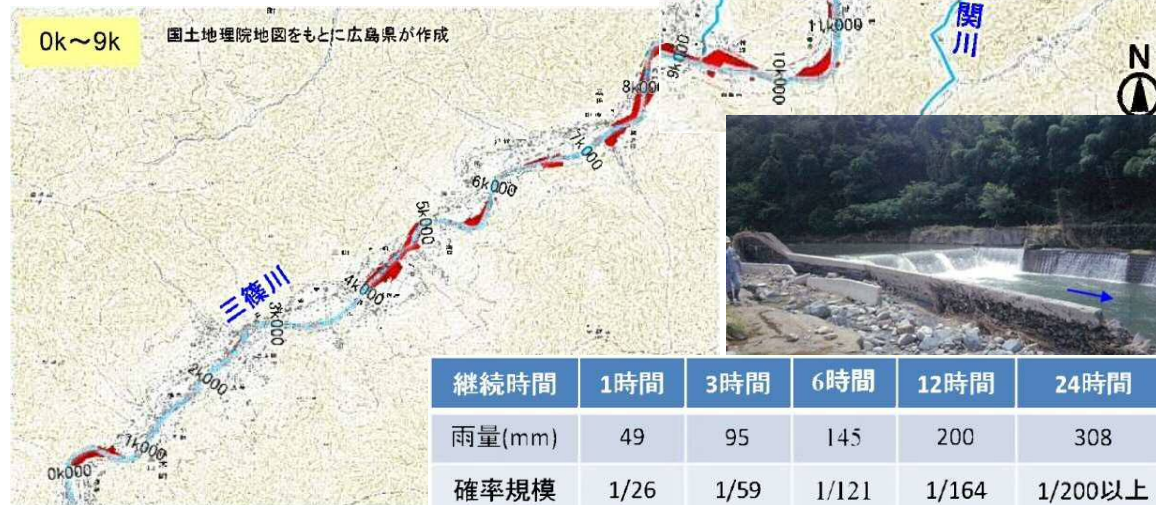 0k～9k
国土地理院地図をもとに広島県が作成
関川
N
11k000
10k000
9k000
8k000
7k000
6k000
5k000
4k000
三篠川
3k000
2k000
1k000
0k000
継続時間 1時間 3時間 6時間 12時間 24時間
雨量(mm) 49 95 145 200 308
確率規模 1/26 1/59 1/121 1/164 1/200以上